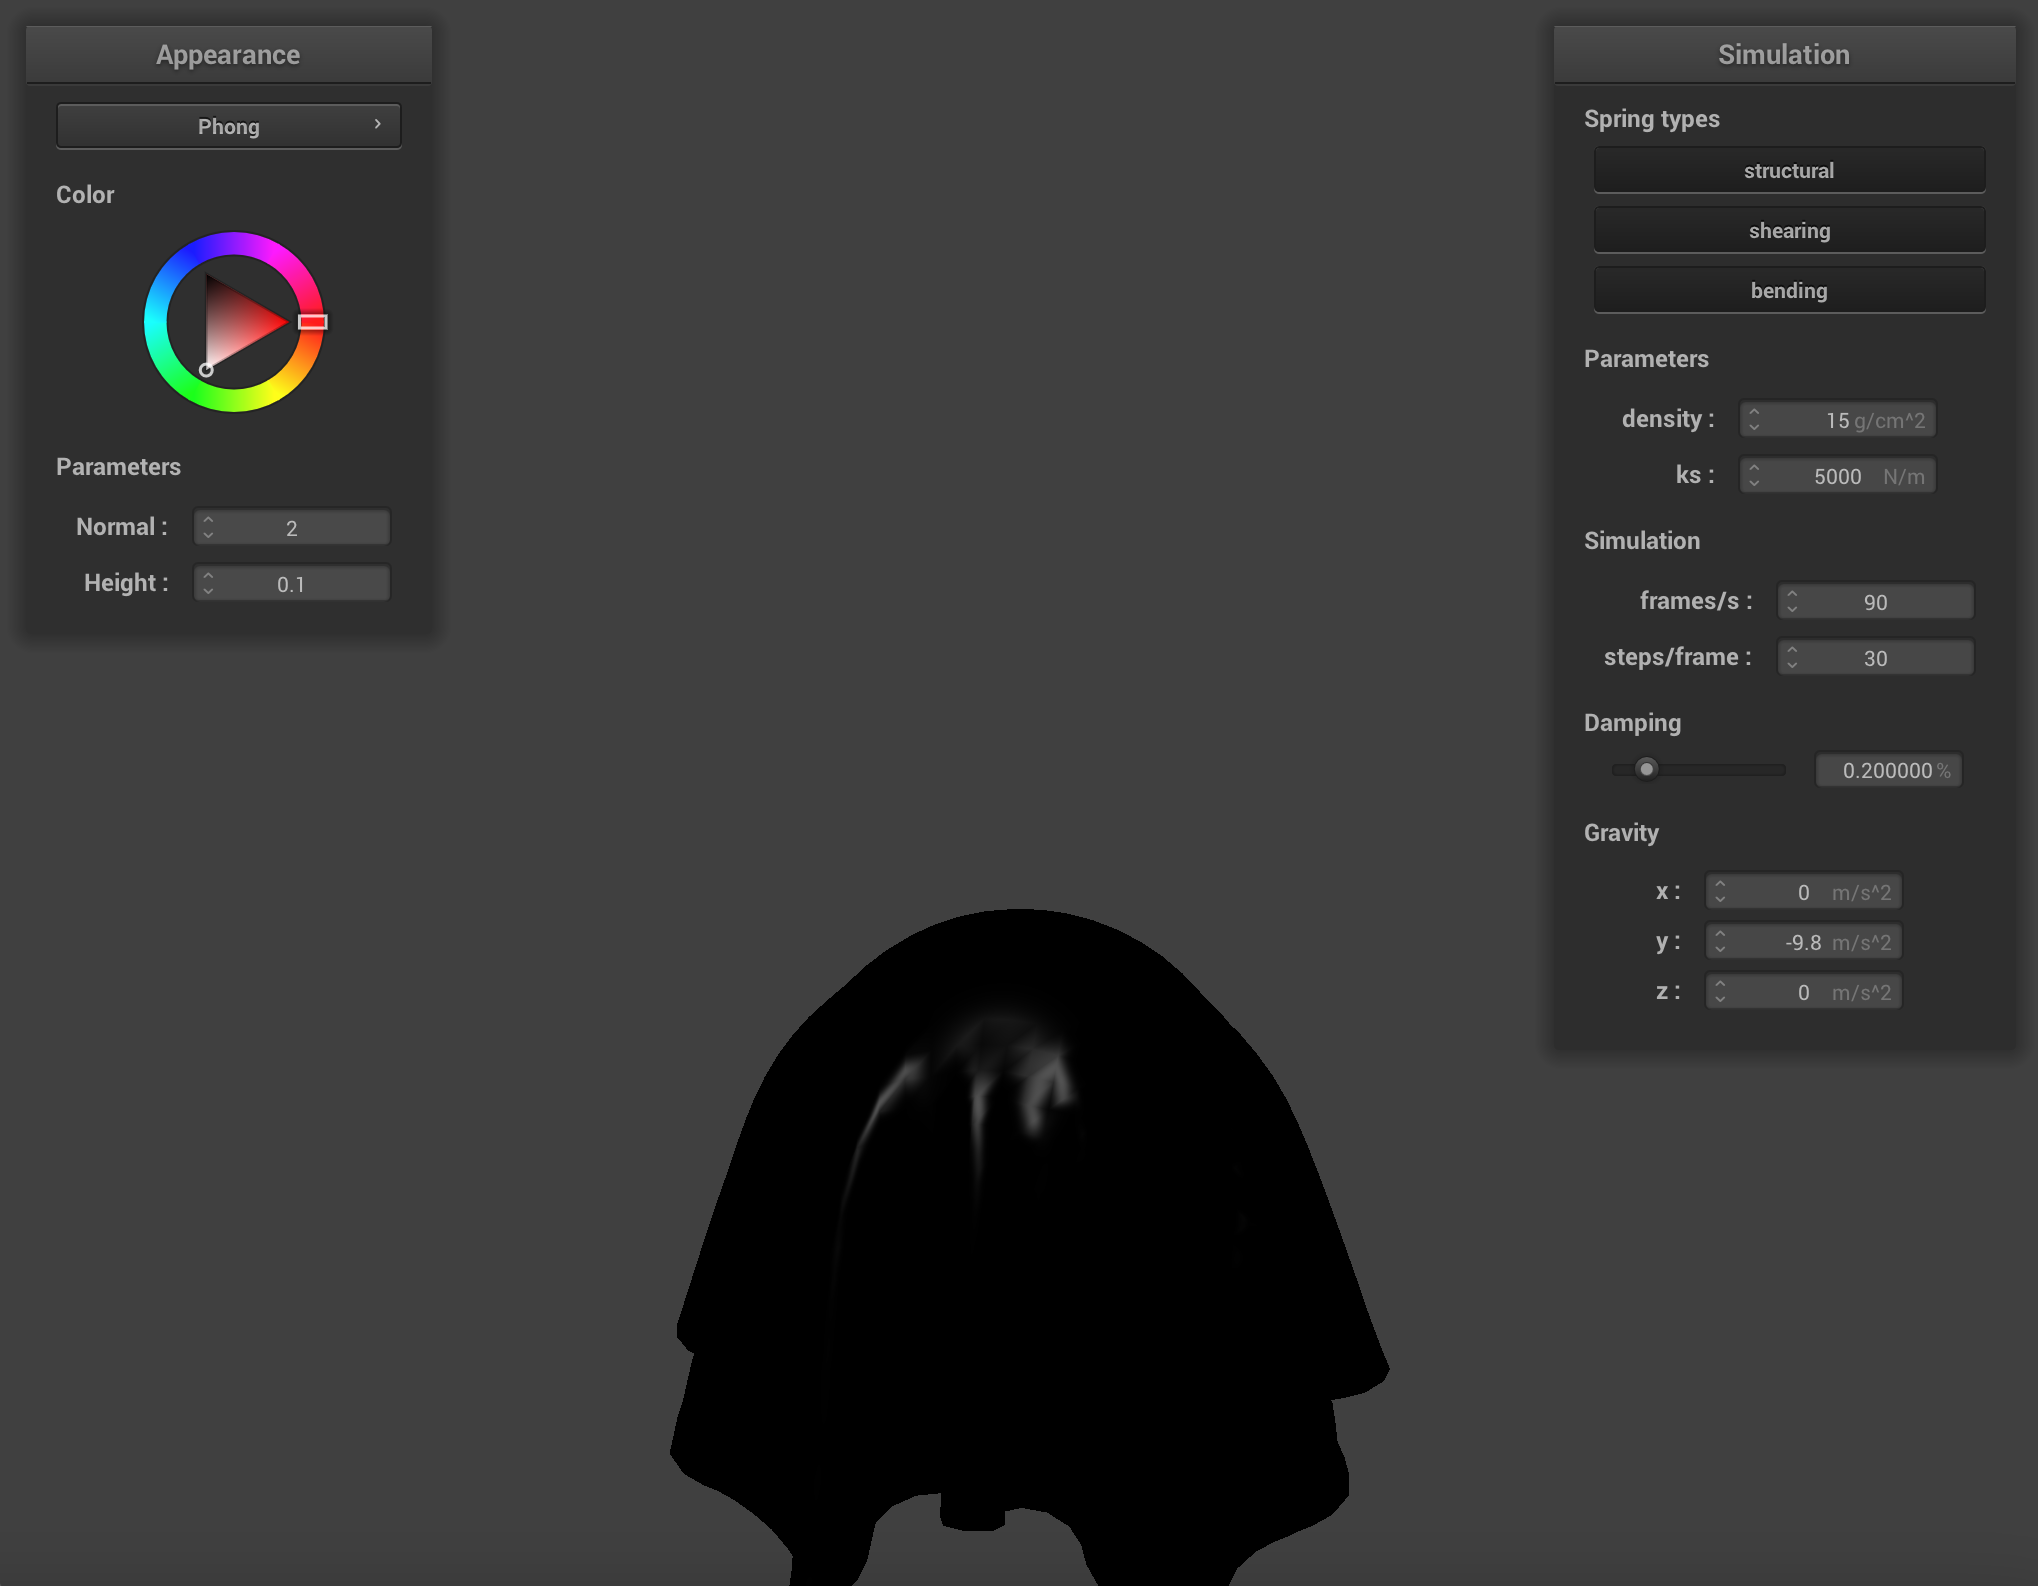 Appearance
Phong
Color
Parameters
Normal : 2
Height : 0.1
Simulation
Spring types
structural
shearing
bending
Parameters
density : 15 g/cm^2
ks : 5000 N/m
Simulation
frames/s : 90
steps/frame : 30
Damping
0.200000 %
Gravity
x : 0 m/s^2
y : -9.8 m/s^2
z : 0 m/s^2